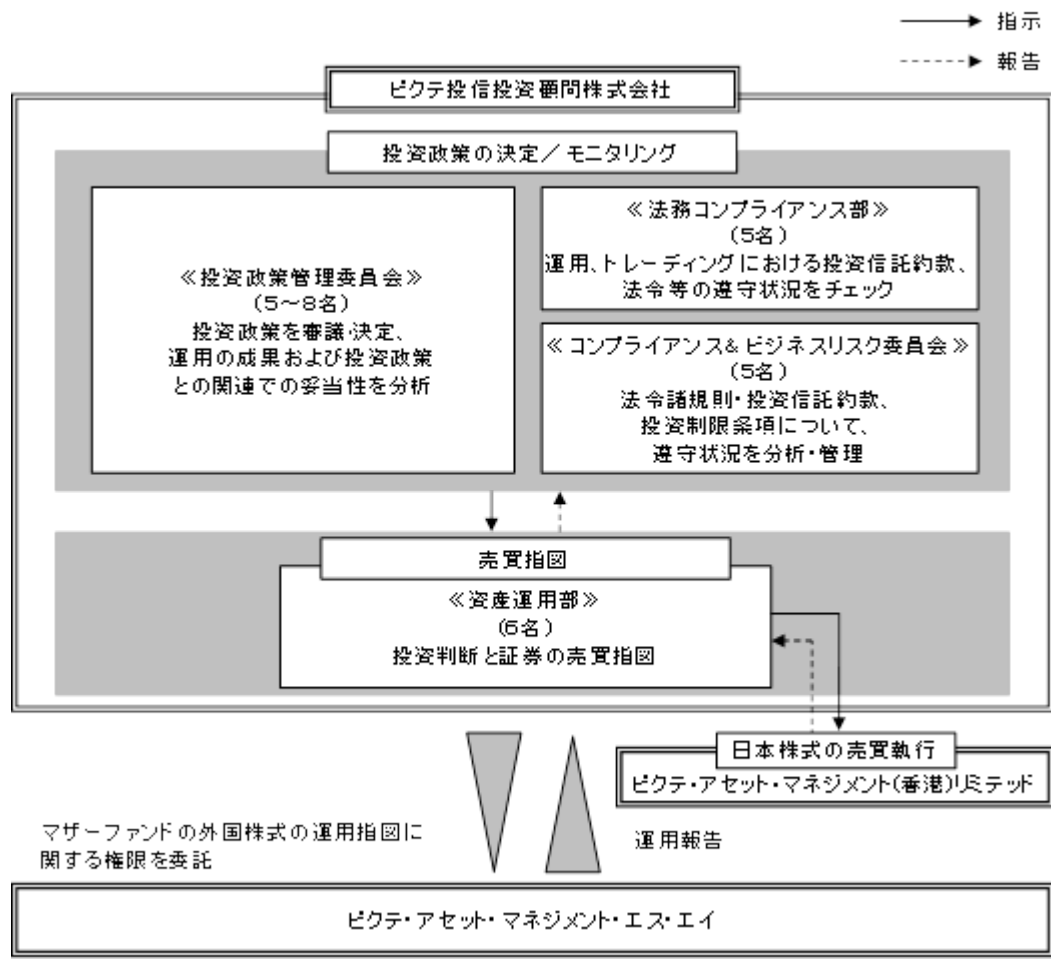 指示
報告
ピクテ投信投資顧問株式会社
投資政策の決定／モニタリング
≪投資政策管理委員会≫
(5～8名)
投資政策を審議・決定、
運用の成果および投資政策
との関連での妥当性を分析
≪法務コンプライアンス部≫
(5名)
運用、トレーディングにおける投資信託約款、
法令等の遵守状況をチェック
≪コンプライアンス&ビジネスリスク委員会≫
(5名)
法令諸規則・投資信託約款、
投資制限条項について、
遵守状況を分析・管理
売買指図
≪資産運用部≫
(6名)
投資判断と証券の売買指図
日本株式の売買執行
ピクテ・アセット・マネジメント(香港)リミテッド
マザーファンドの外国株式の運用指図に
関する権限を委託
運用報告
ピクテ・アセット・マネジメント・エス・エイ